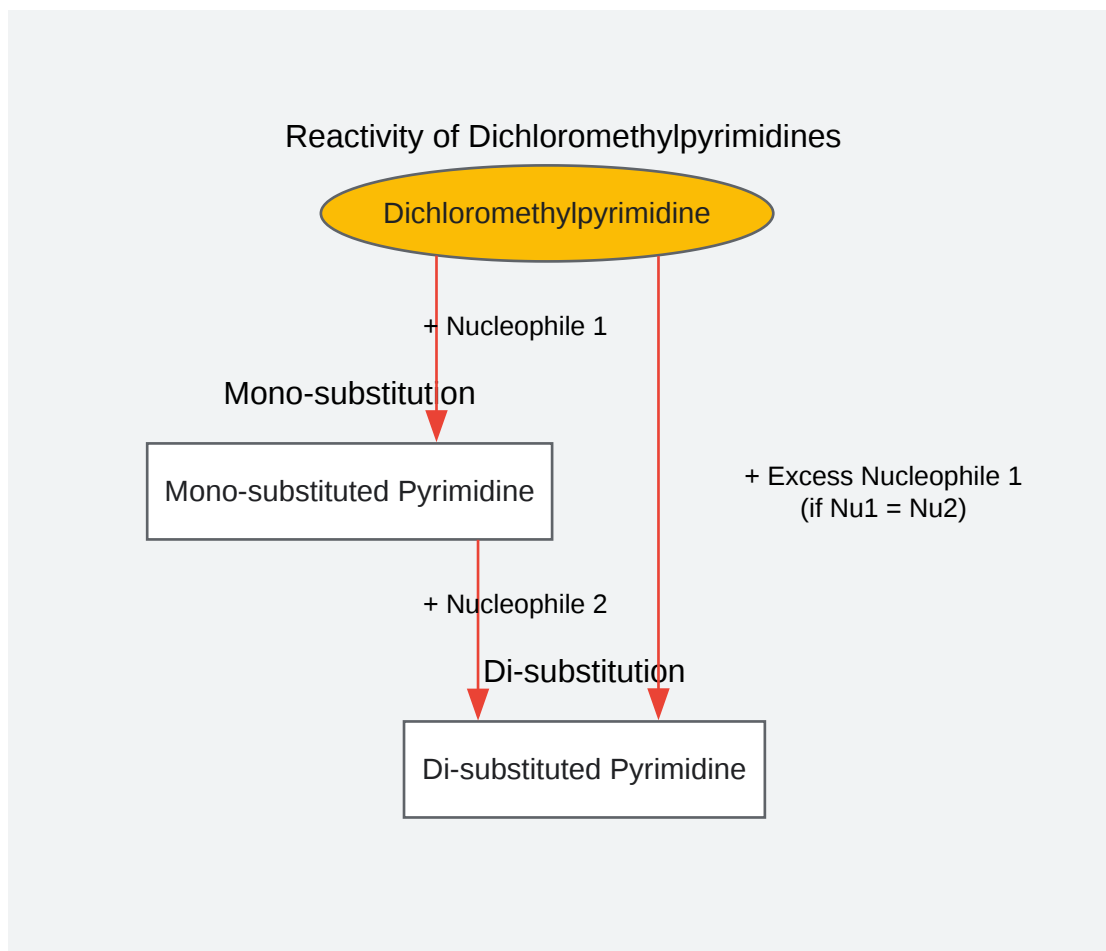 Reactivity of Dichloromethylpyrimidines
Dichloromethylpyrimidine
+ Nucleophile 1
Mono-substitution
+ Excess Nucleophile 1
(if Nu1 = Nu2)
Mono-substituted Pyrimidine
+ Nucleophile 2
Di-substitution
Di-substituted Pyrimidine